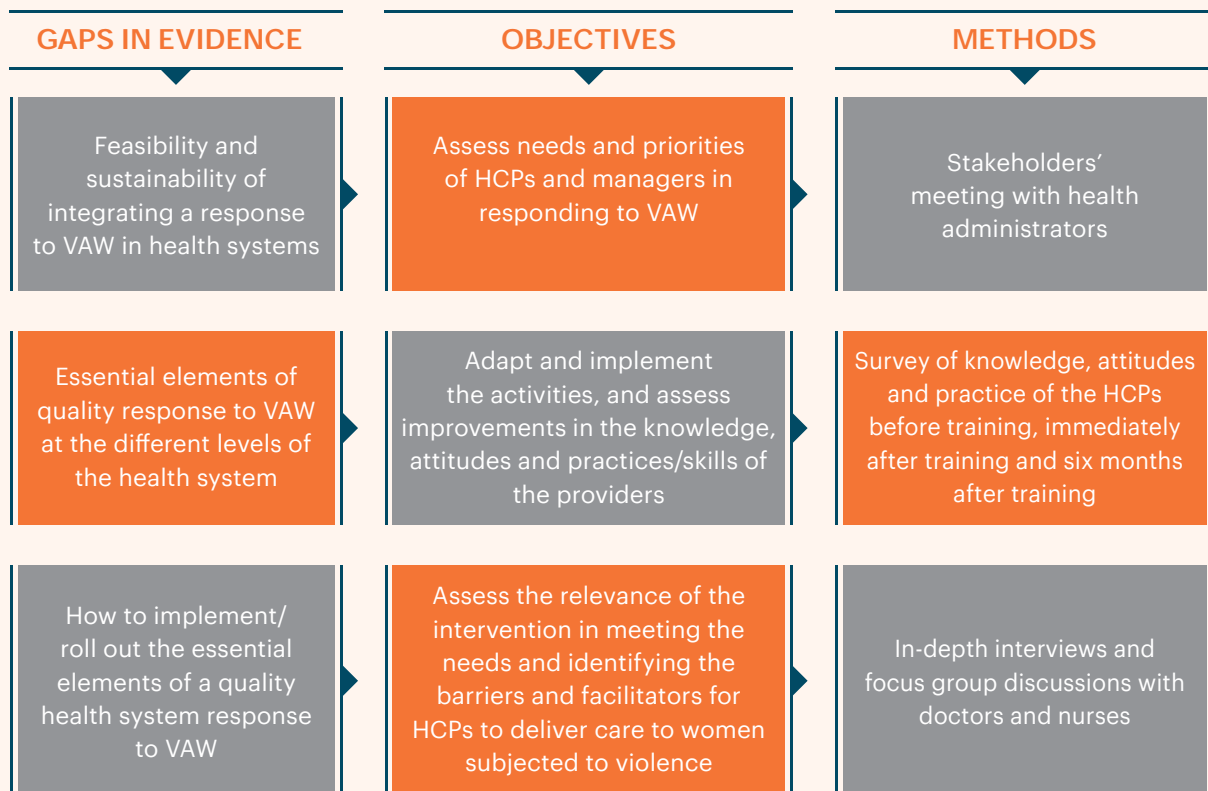 GAPS IN EVIDENCE
OBJECTIVES
METHODS
Feasibility and
sustainability of
integrating a response
to VAW in health systems
Assess needs and priorities
of HCPs and managers in
responding to VAW
Stakeholders’
meeting with health
administrators
Essential elements of
quality response to VAW
at the different levels of
the health system
Adapt and implement
the activities, and assess
improvements in the knowledge,
attitudes and practices/skills of
the providers
Survey of knowledge, attitudes
and practice of the HCPs
before training, immediately
after training and six months
after training
How to implement/
roll out the essential
elements of a quality
health system response
to VAW
Assess the relevance of the
intervention in meeting the
needs and identifying the
barriers and facilitators for
HCPs to deliver care to women
subjected to violence
In-depth interviews and
focus group discussions with
doctors and nurses